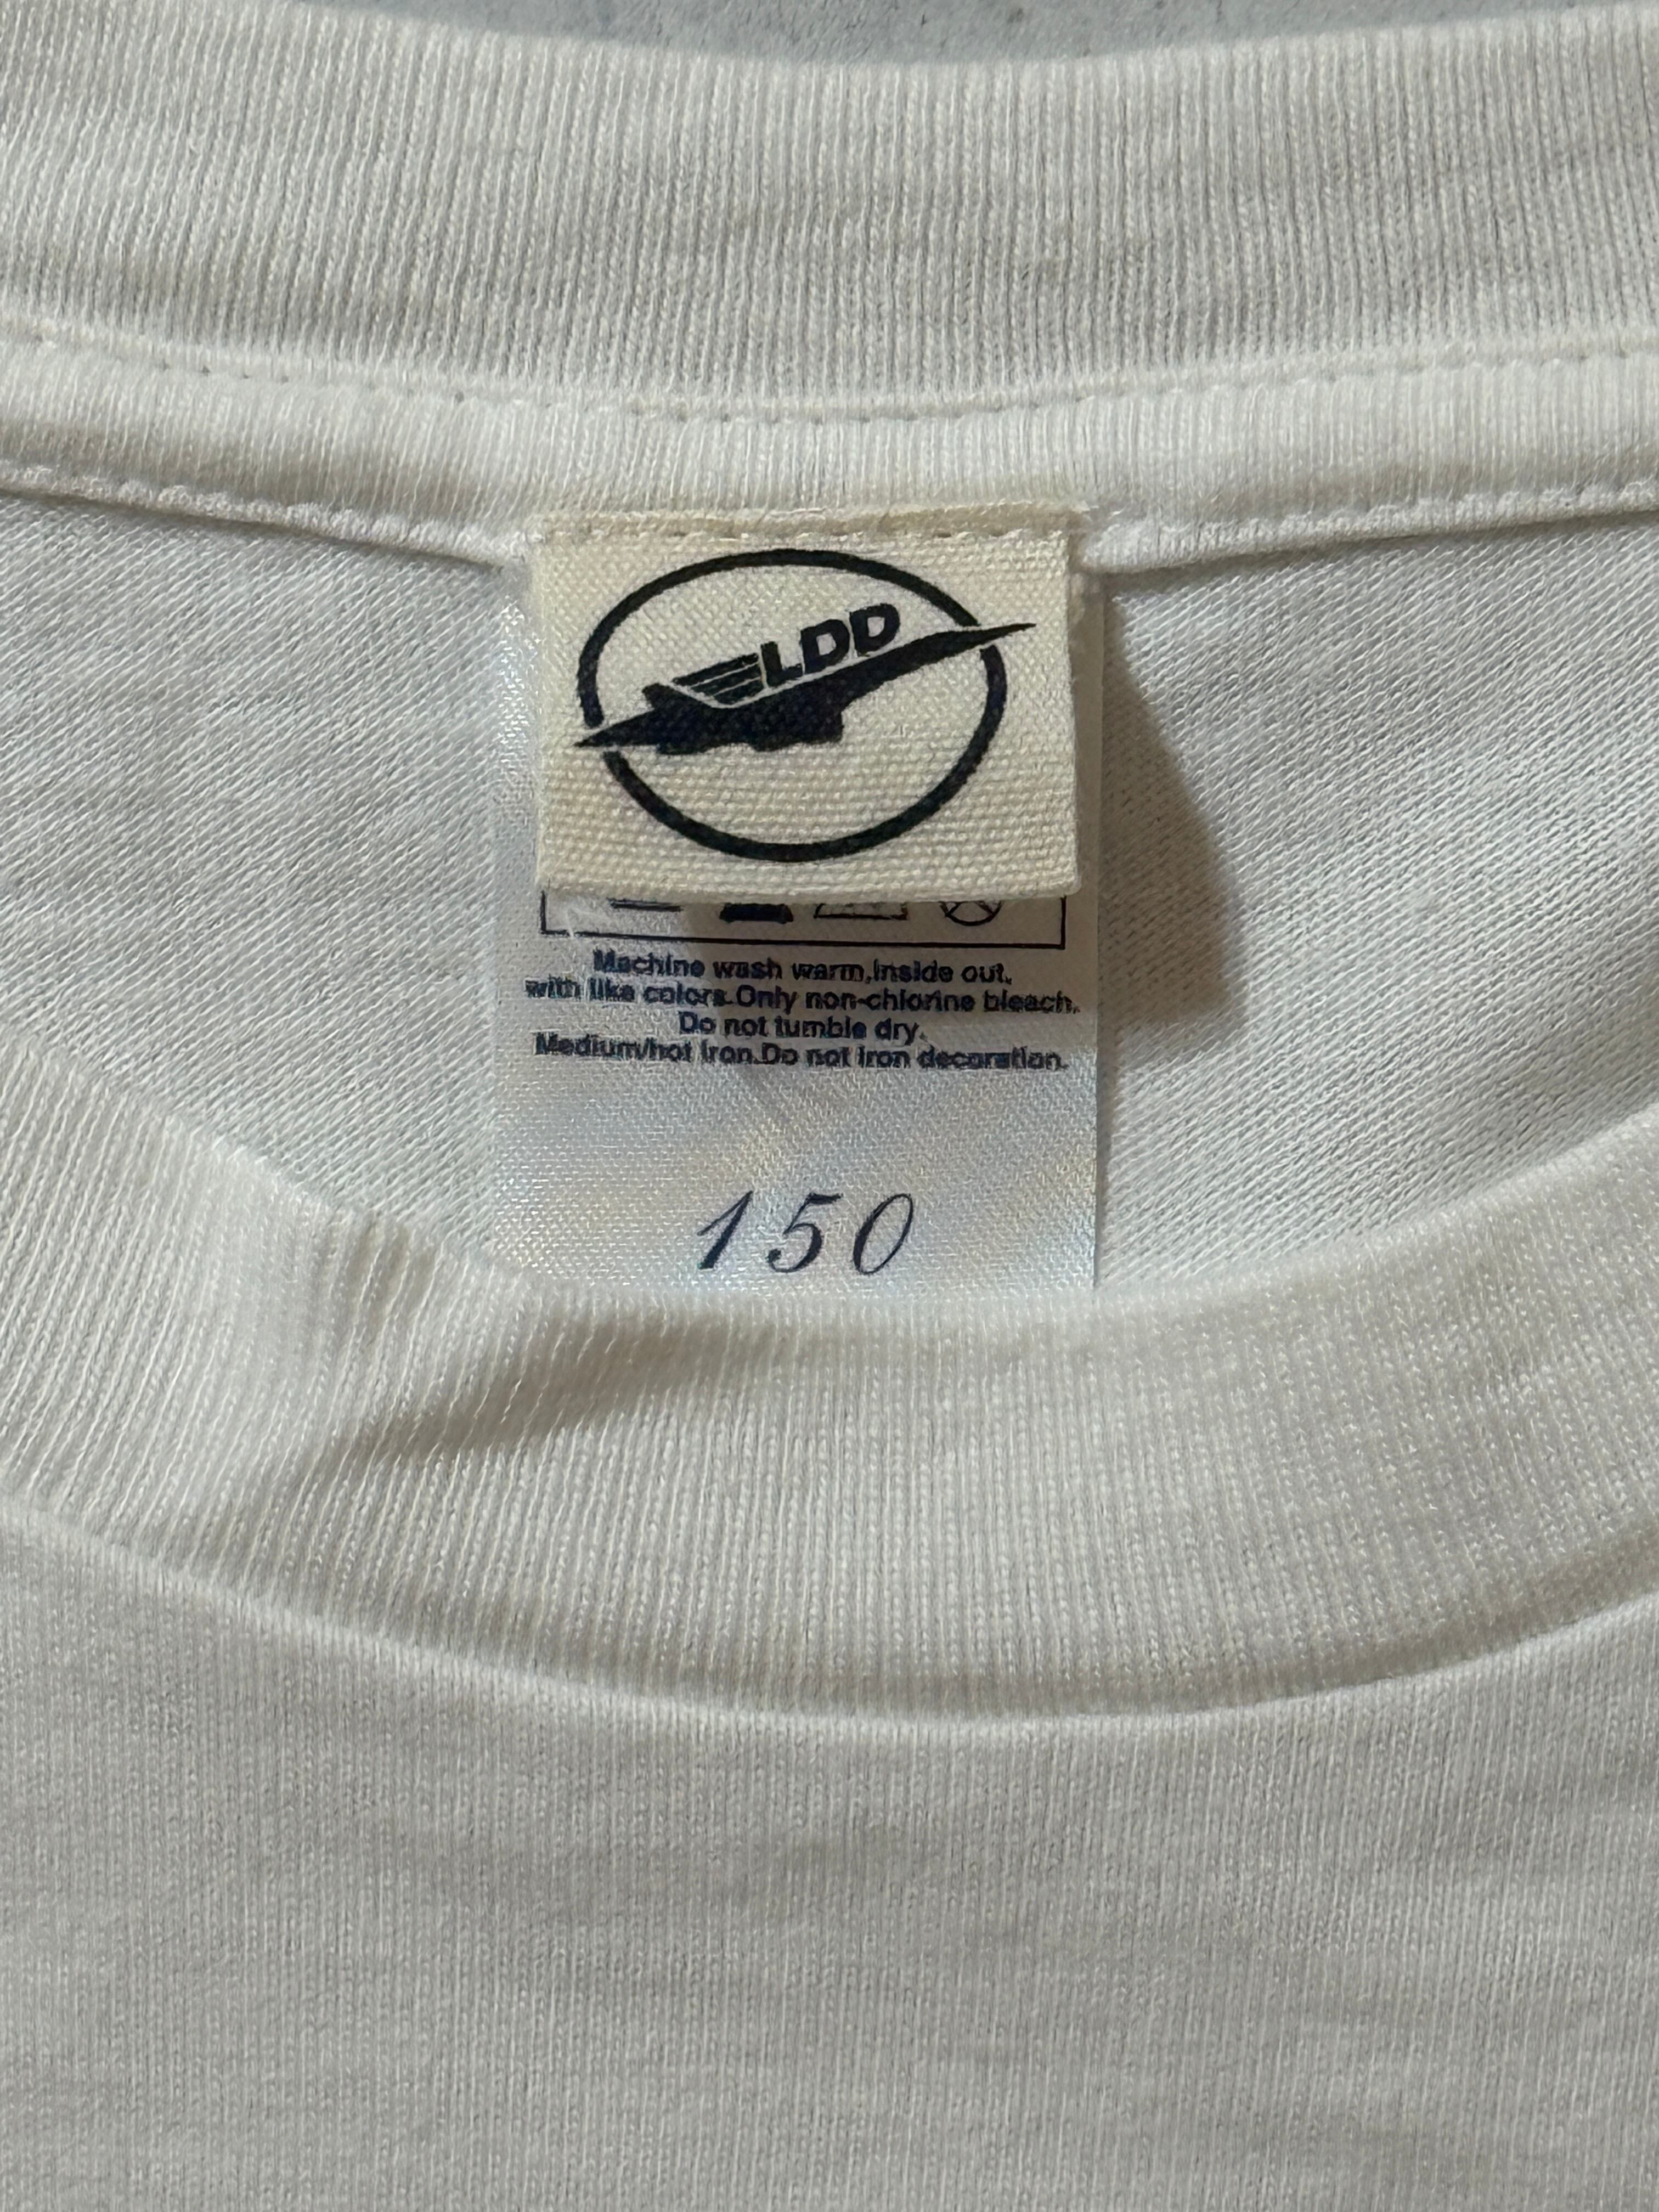 LDD
Machine wash warm,Inside out,
with like colors.Only non-chlorine bleach.
Do not tumble dry.
Medium/hot Iron.Do not Iron decoration.
150